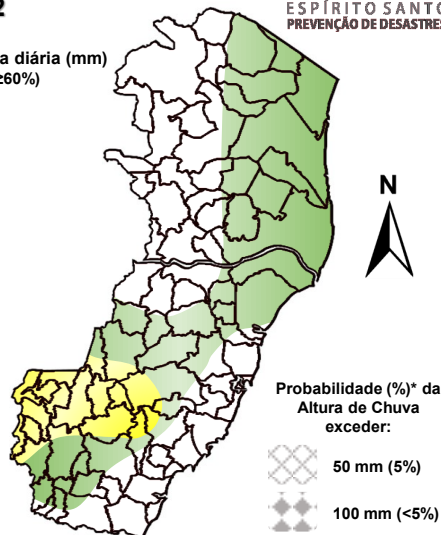 2
ESPÍRITO SANTO
PREVENÇÃO DE DESASTRES
a diária (mm)
≥60%)
N
Probabilidade (%)* da
Altura de Chuva
exceder:
50 mm (5%)
100 mm (<5%)